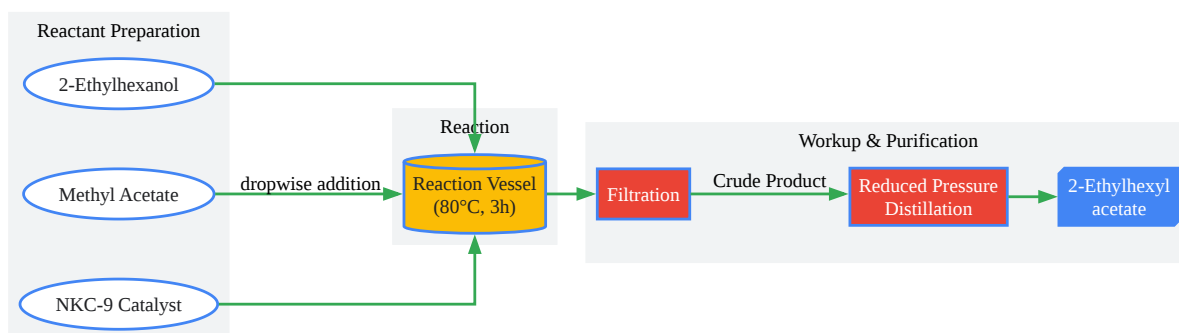 Reactant Preparation
2-Ethylhexanol
Reaction
Workup & Purification
Methyl Acetate
dropwise addition
Reaction Vessel
(80°C, 3h)
Filtration
Crude Product
Reduced Pressure
Distillation
2-Ethylhexyl
acetate
NKC-9 Catalyst